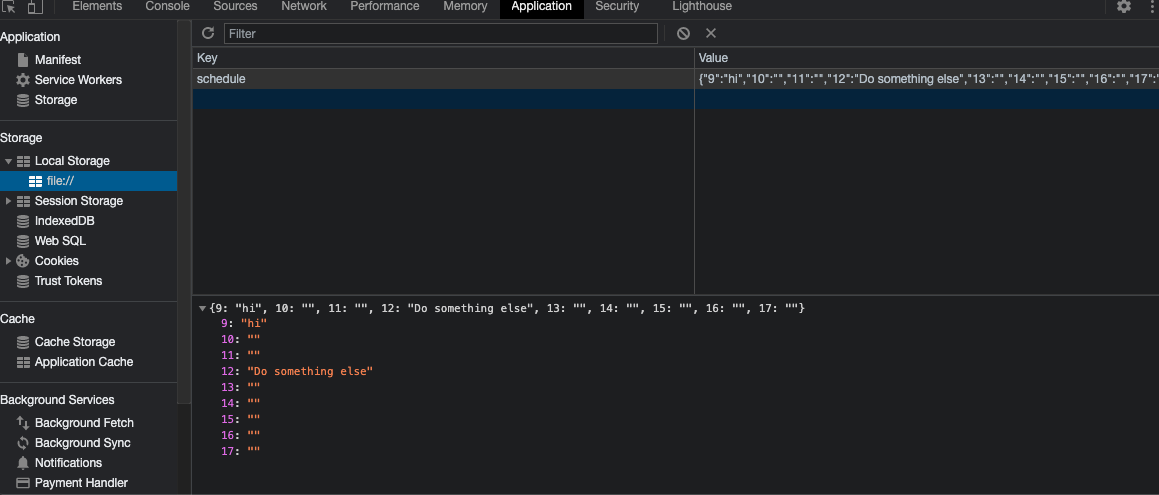 Elements Console Sources Network Performance Memory Application Security Lighthouse
Application
Manifest
Service Workers
Storage
Storage
Local Storage
file://
Session Storage
IndexedDB
Web SQL
Cookies
Trust Tokens
Cache
Cache Storage
Application Cache
Background Services
Background Fetch
Background Sync
Notifications
Payment Handler
Filter
Key Value
schedule {"9":"hi","10":"","11":"","12":"Do something else","13":"","14":"","15":"","16":"","17":"
{9: "hi", 10: "", 11: "", 12: "Do something else", 13: "", 14: "", 15: "", 16: "", 17: ""}
9: "hi"
10: ""
11: ""
12: "Do something else"
13: ""
14: ""
15: ""
16: ""
17: ""